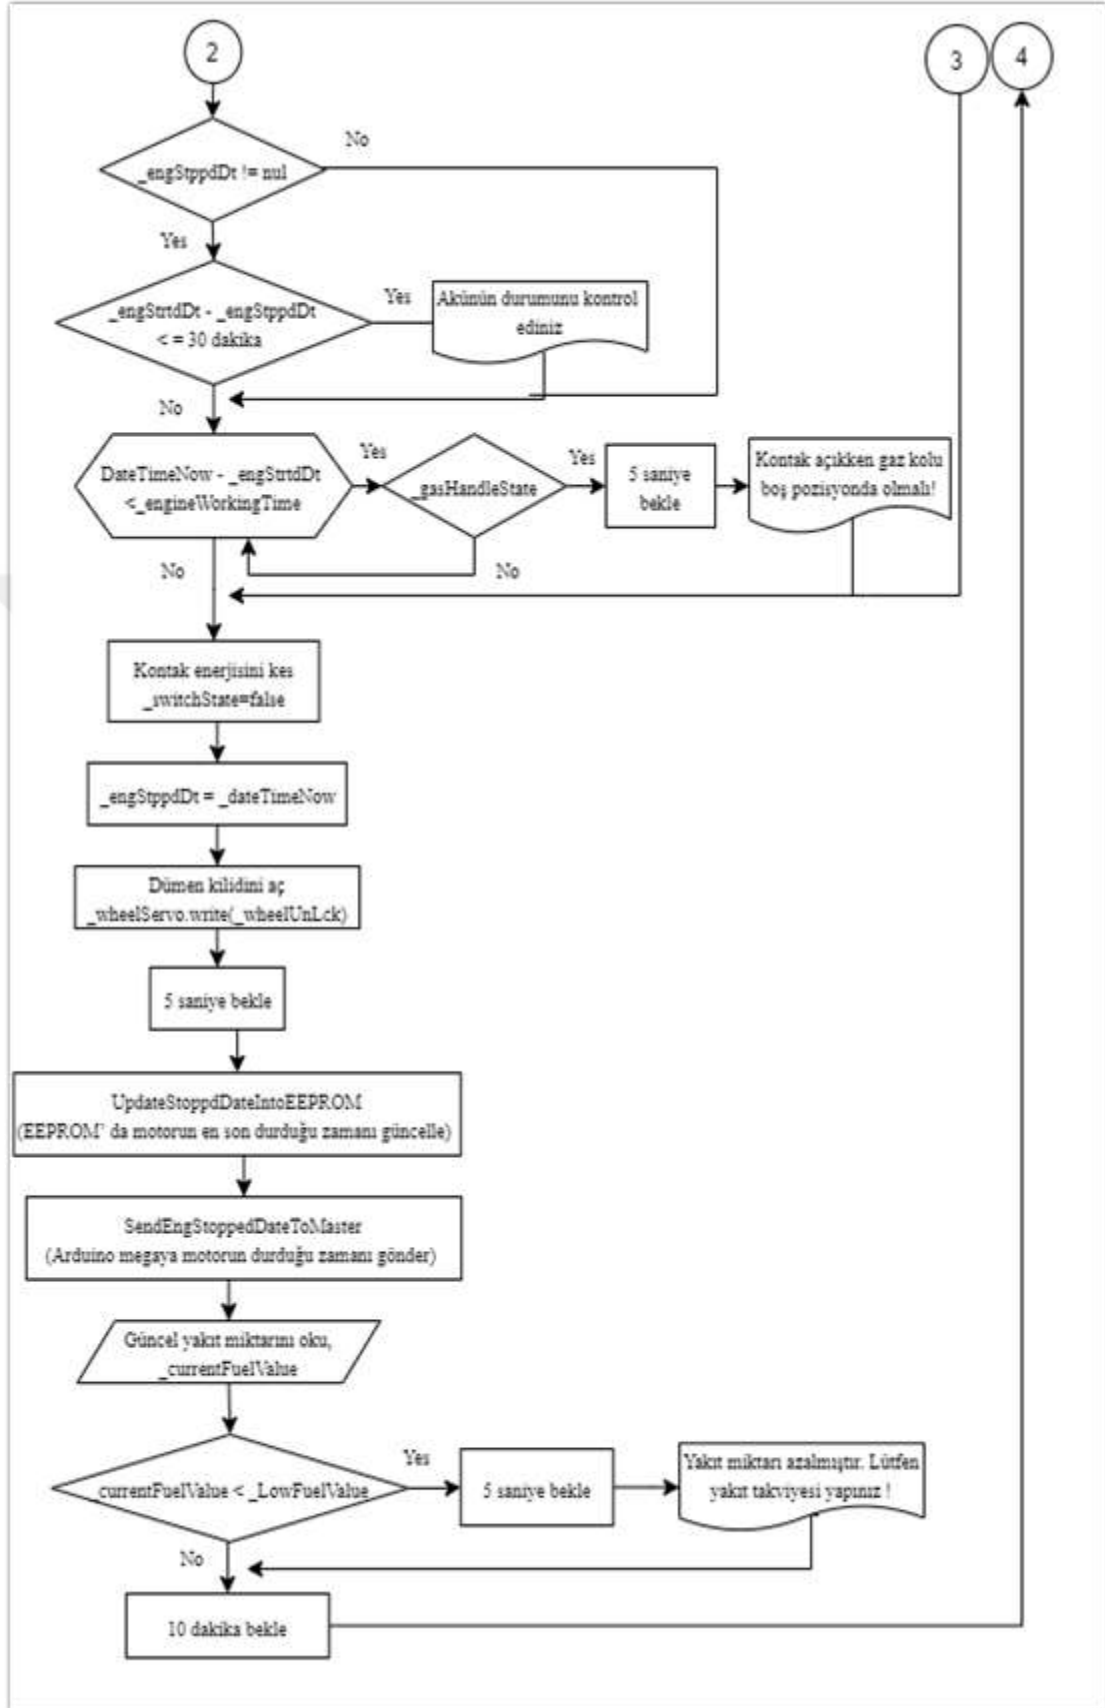 2
3
4
No
_engStppdDt != nul
Yes
_engStrtdDt - _engStppdDt
< = 30 dakika
Yes
Akünün durumunu kontrol
ediniz
No
DateTimeNow - _engStrtdDt
<_engineWorkingTime
Yes
_gasHandleState
Yes
5 saniye
bekle
Kontak açıkken gaz kolu
boş pozisyonda olmalı!
No
No
Kontak enerjisini kes
_switchState=false
_engStppdDt = _dateTimeNow
Dümen kilidini aç
_wheelServo.write(_wheelUnLck)
5 saniye bekle
UpdateStoppdDateIntoEEPROM
(EEPROM' da motorun en son durduğu zamanı güncelle)
SendEngStoppedDateToMaster
(Arduino megaya motorun durduğu zamanı gönder)
Güncel yakıt miktarını oku,
_currentFuelValue
_currentFuelValue < _LowFuelValue
Yes
5 saniye bekle
Yakıt miktarı azalmıştır. Lütfen
yakıt takviyesi yapınız !
No
10 dakika bekle